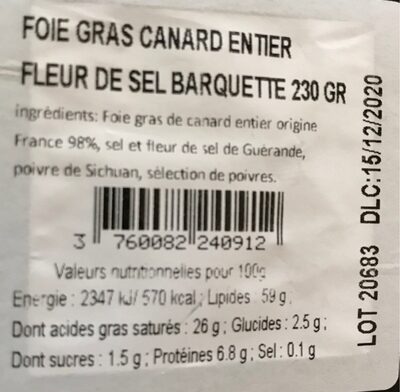 FOIE GRAS CANARD ENTIER
FLEUR DE SEL BARQUETTE 230 GR
ingrédients: Foie gras de canard entier origine
France 98%, sel et fleur de sel de Guérande,
poivre de Sichuan, sélection de poivres.
3 760082 240912
Valeurs nutritionnelles pour 100g
Energie : 2347 kJ/ 570 kcal ; Lipides : 59 g ;
Dont acides gras saturés : 26 g ; Glucides : 2.5 g ;
Dont sucres : 1.5 g ; Protéines 6.8 g ; Sel : 0.1 g
LOT 20683 DLC:15/12/2020